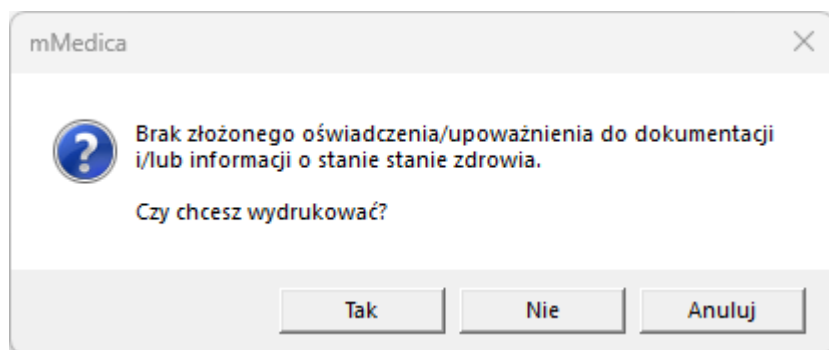 mMedica
Brak złożonego oświadczenia/upoważnienia do dokumentacji
i/lub informacji o stanie stanie zdrowia.
Czy chcesz wydrukować?
Tak
Nie
Anuluj